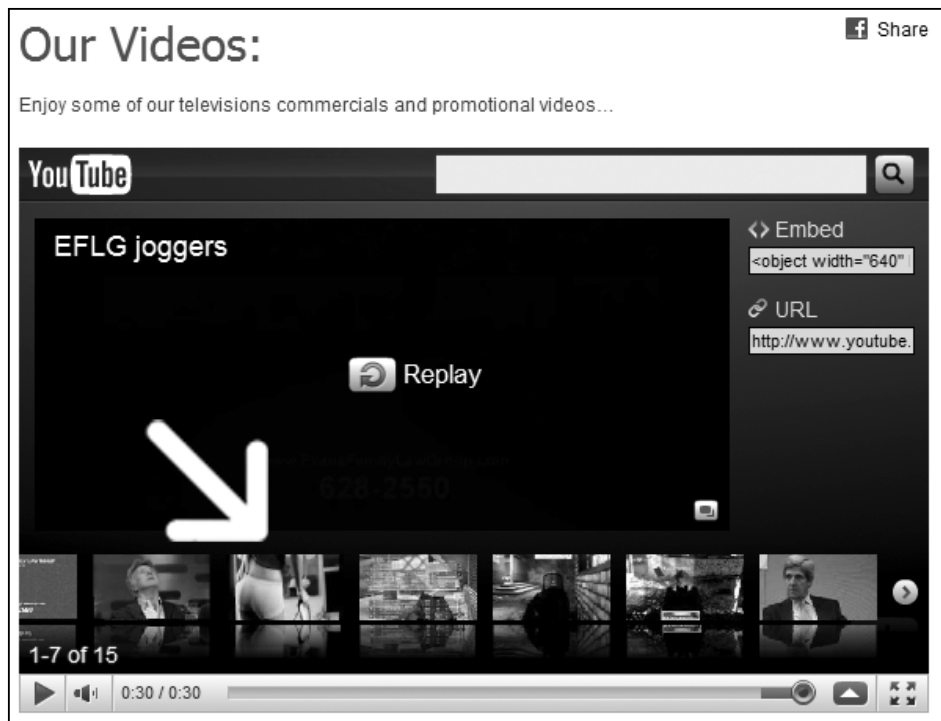 Our Videos:
Share
Enjoy some of our televisions commercials and promotional videos...
YouTube
EFLG joggers
Embed
<object width="640"
URL
http://www.youtube.
Replay
628-2550
1-7 of 15
0:30 / 0:30